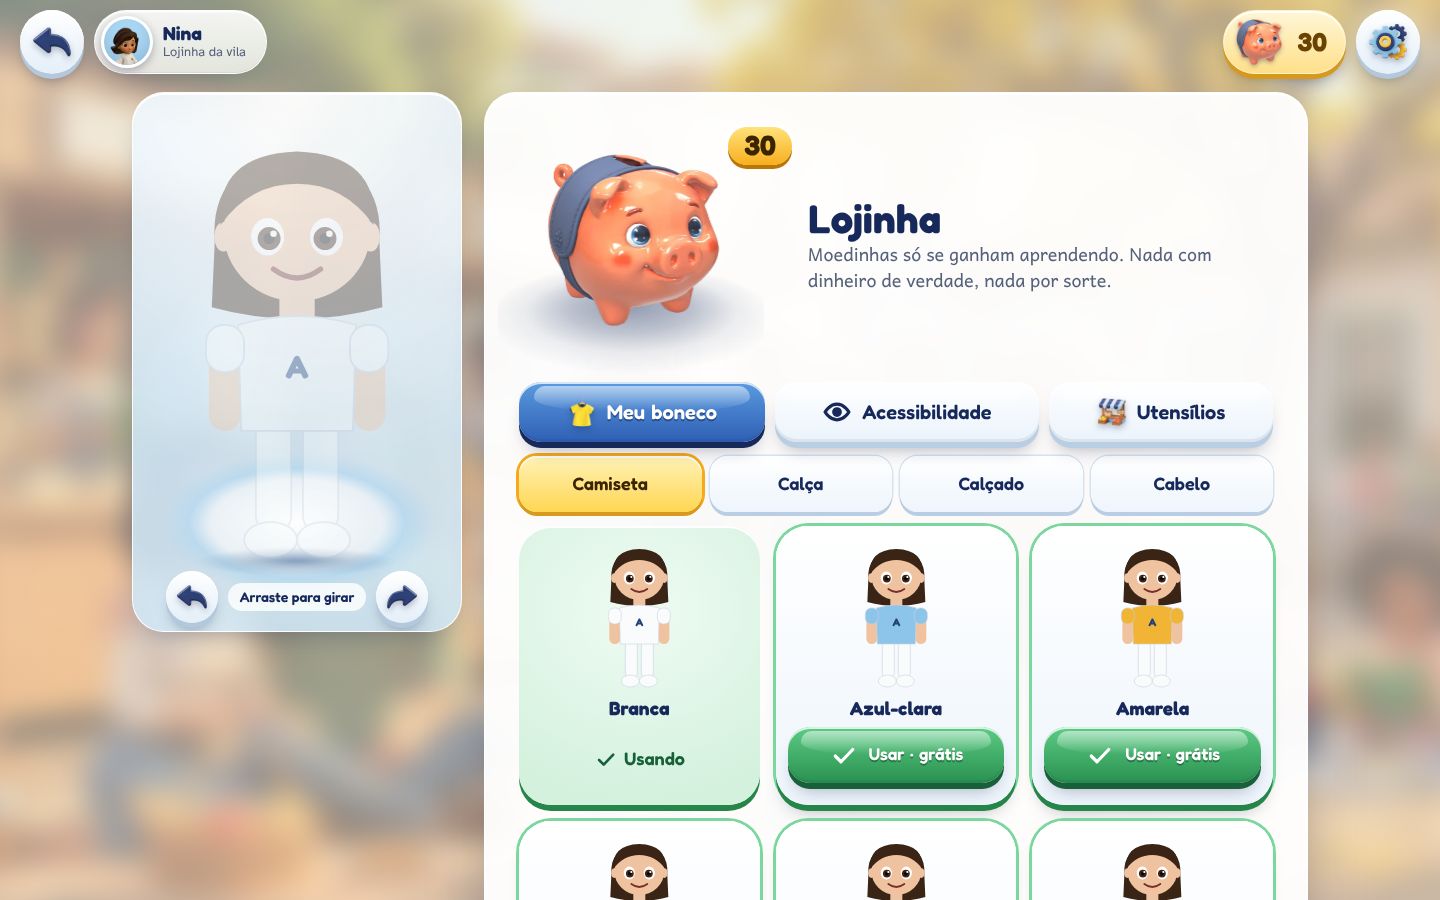 Nina
Lojinha da vila
30
30
Lojinha
Moedinhas só se ganham aprendendo. Nada com
dinheiro de verdade, nada por sorte.
Meu boneco
Acessibilidade
Utensílios
Camiseta
Calça
Calçado
Cabelo
A
Arraste para girar
A
A
A
Branca
Azul-clara
Amarela
Usando
Usar · grátis
Usar · grátis